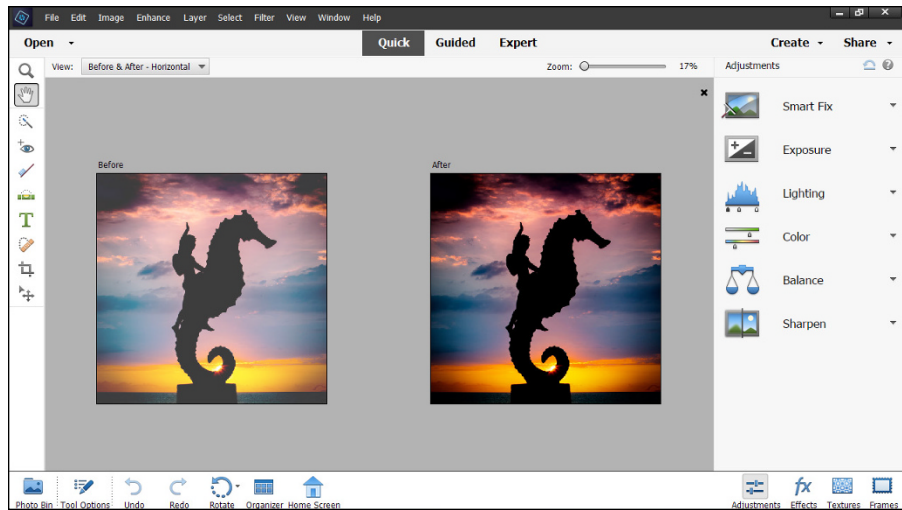 File Edit Image Enhance Layer Select Filter View Window Help
Open Quick Guided Expert Create Share
View: Before & After - Horizontal Zoom: 17% Adjustments
Smart Fix
Exposure
Lighting
Color
Balance
Sharpen
Before After
T
Photo Bin Tool Options Undo Redo Rotate Organizer Home Screen Adjustments fx Effects Textures Frames